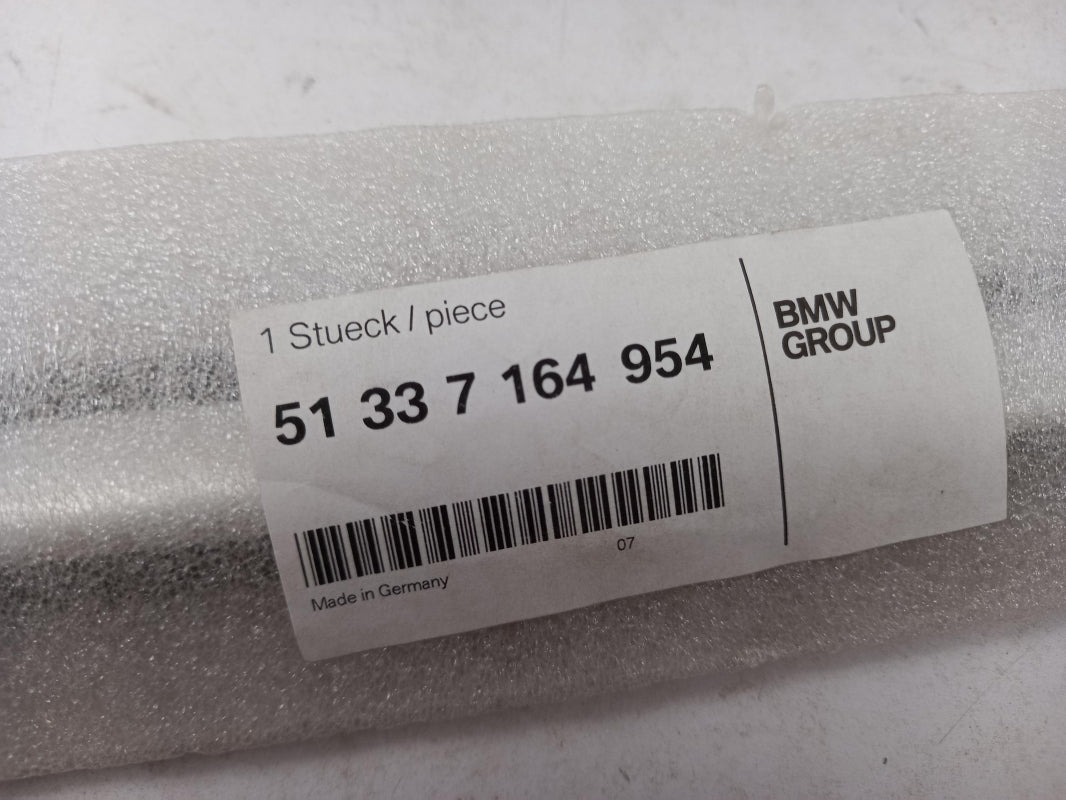 1 Stueck / piece
51 33 7 164 954
07
Made in Germany
BMW
GROUP